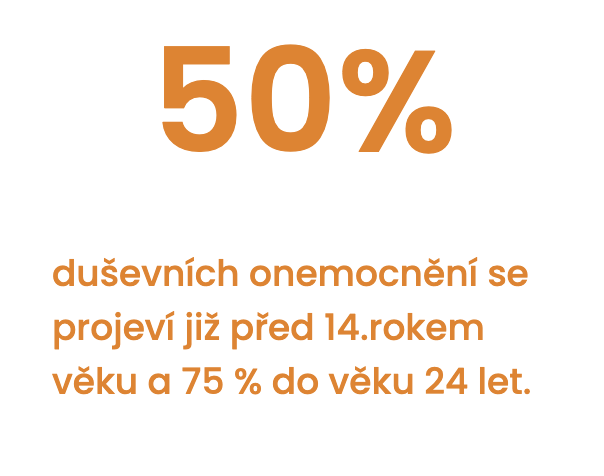 50%
duševních onemocnění se
projeví již před 14.rokem
věku a 75 % do věku 24 let.